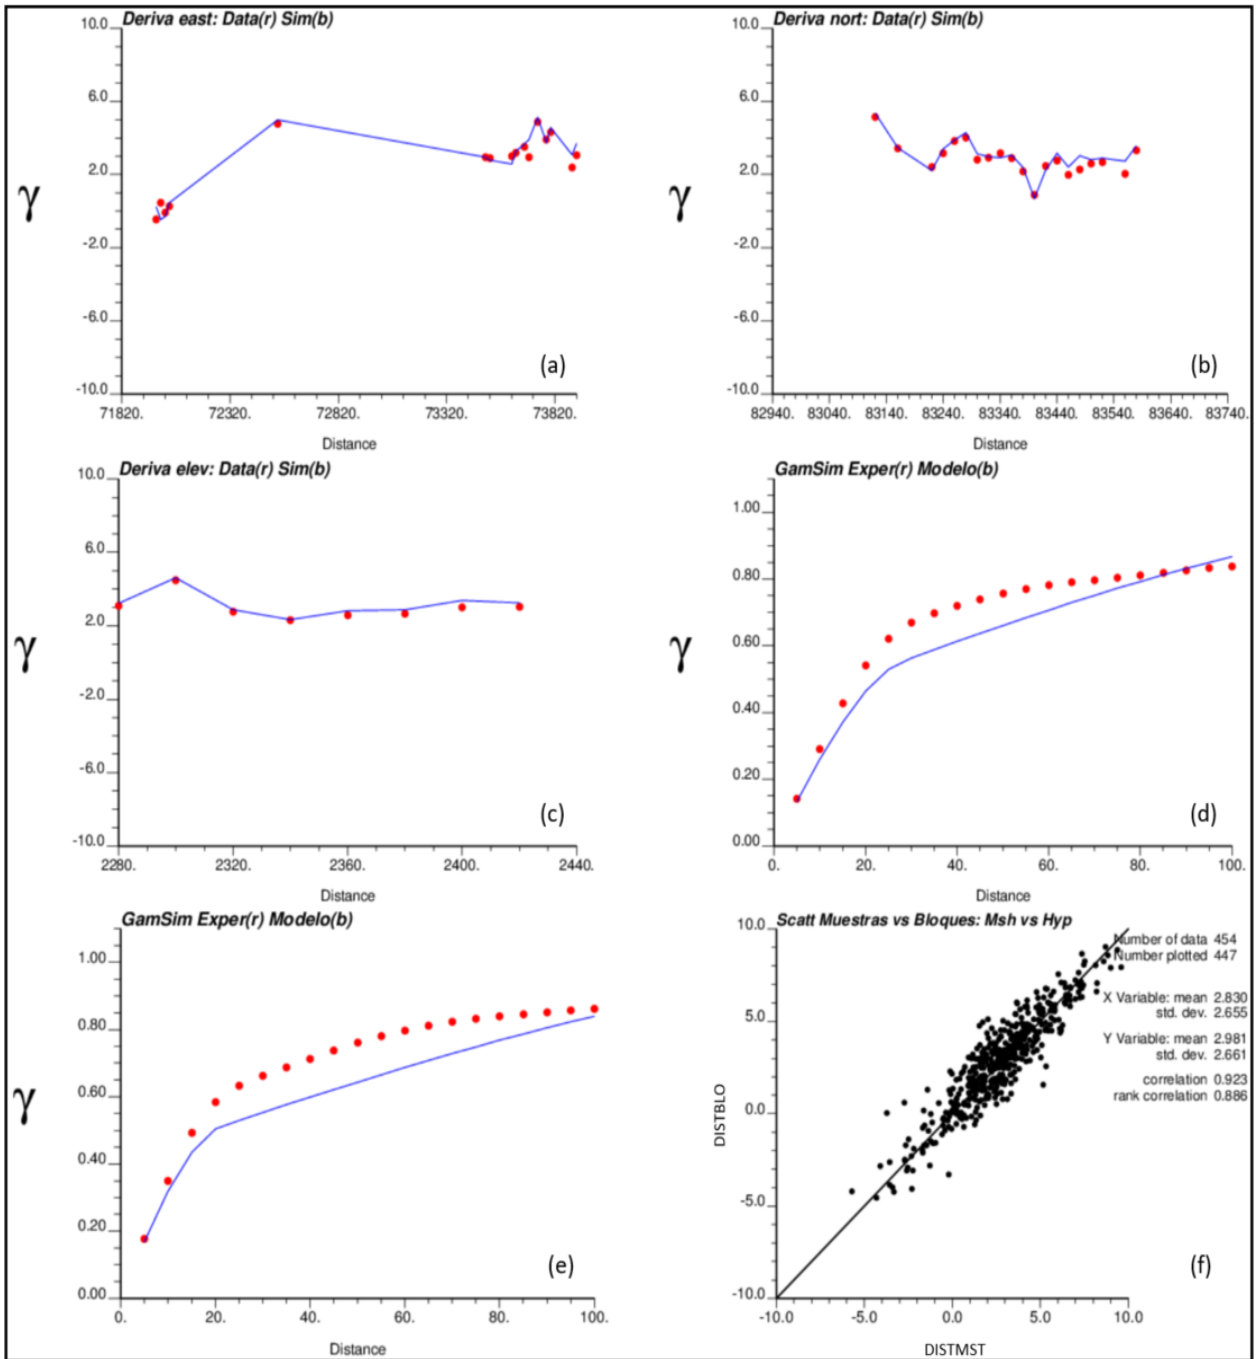 Deriva east: Data(r) Sim(b)
10.0
6.0
2.0
-2.0
-6.0
-10.0
γ
71820. 72320. 72820. 73320. 73820.
Distance
(a)
Deriva nort: Data(r) Sim(b)
10.0
6.0
2.0
-2.0
-6.0
-10.0
γ
82940. 83040. 83140. 83240. 83340. 83440. 83540. 83640. 83740.
Distance
(b)
Deriva elev: Data(r) Sim(b)
10.0
6.0
2.0
-2.0
-6.0
-10.0
γ
2280. 2320. 2360. 2400. 2440.
Distance
(c)
GamSim Exper(r) Modelo(b)
1.00
0.80
0.60
0.40
0.20
0.00
γ
0. 20. 40. 60. 80. 100.
Distance
(d)
GamSim Exper(r) Modelo(b)
1.00
0.80
0.60
0.40
0.20
0.00
γ
0. 20. 40. 60. 80. 100.
Distance
(e)
Scatt Muestras vs Bloques: Msh vs Hyp
10.0
5.0
0.0
-5.0
-10.0
DISTBLO
Number of data 454
Number plotted 447
X Variable: mean 2.830
std. dev. 2.655
Y Variable: mean 2.981
std. dev. 2.661
correlation 0.923
rank correlation 0.886
-10.0 -5.0 0.0 5.0 10.0
DISTMST
(f)